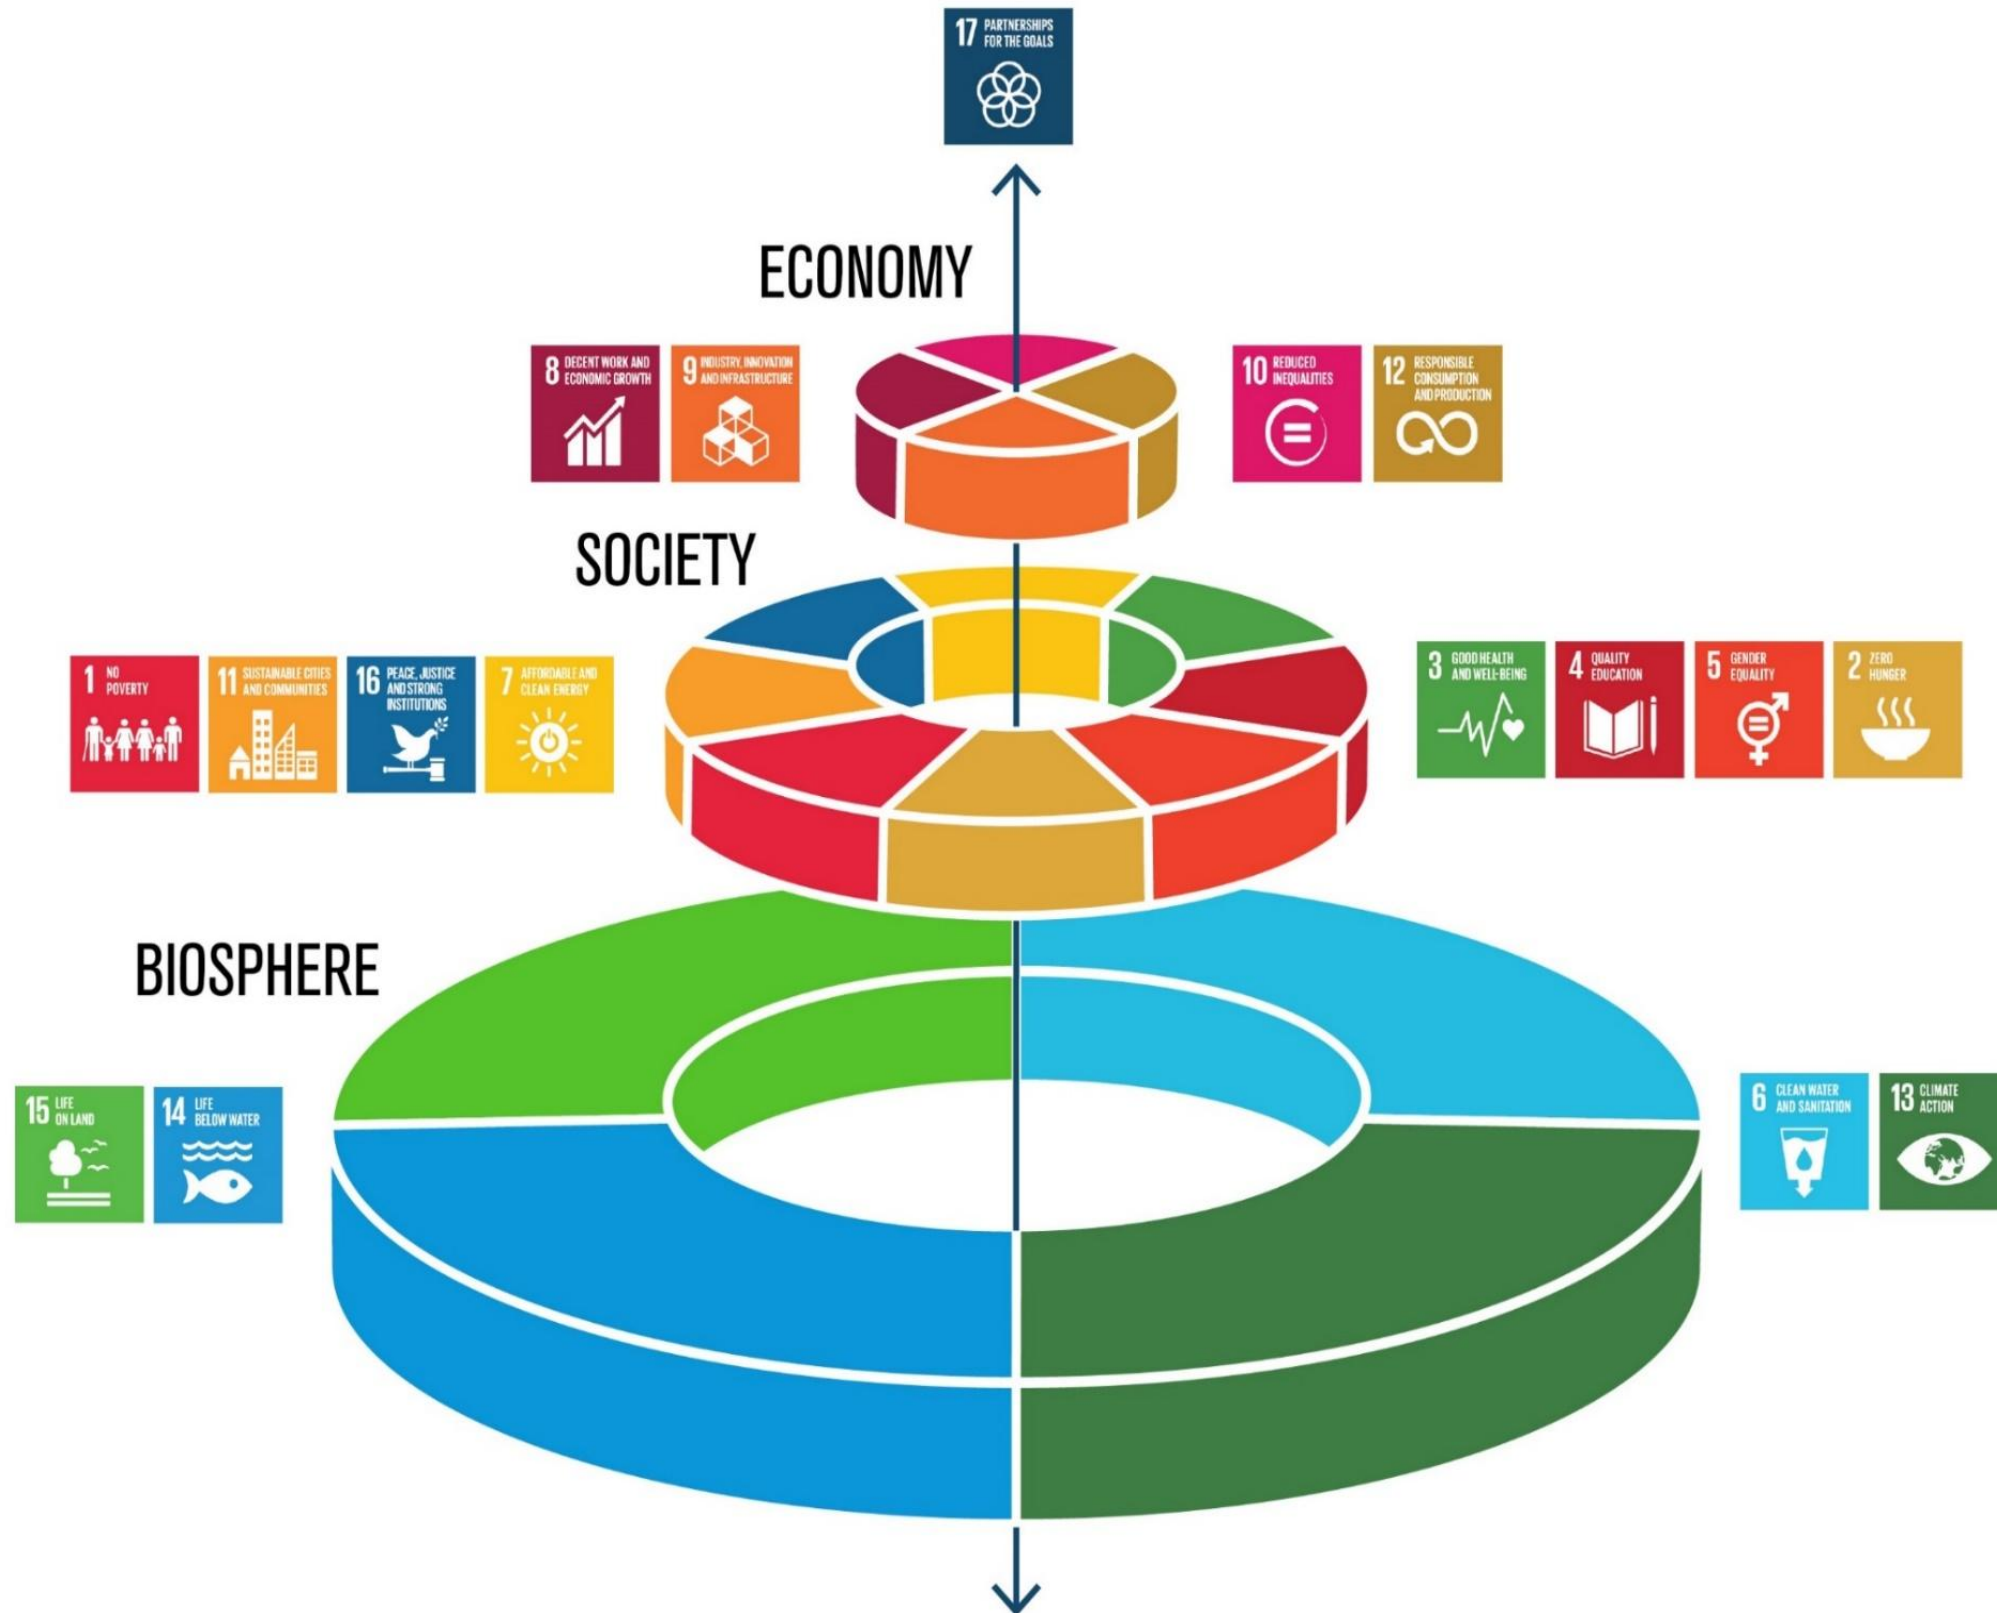 17 PARTNERSHIPS
FOR THE GOALS
ECONOMY
8 DECENT WORK AND
ECONOMIC GROWTH
9 INDUSTRY, INNOVATION
AND INFRASTRUCTURE
10 REDUCED
INEQUALITIES
12 RESPONSIBLE
CONSUMPTION
AND PRODUCTION
SOCIETY
1 NO
POVERTY
11 SUSTAINABLE CITIES
AND COMMUNITIES
16 PEACE, JUSTICE
AND STRONG
INSTITUTIONS
7 AFFORDABLE AND
CLEAN ENERGY
3 GOOD HEALTH
AND WELL-BEING
4 QUALITY
EDUCATION
5 GENDER
EQUALITY
2 ZERO
HUNGER
BIOSPHERE
15 LIFE
ON LAND
14 LIFE
BELOW WATER
6 CLEAN WATER
AND SANITATION
13 CLIMATE
ACTION